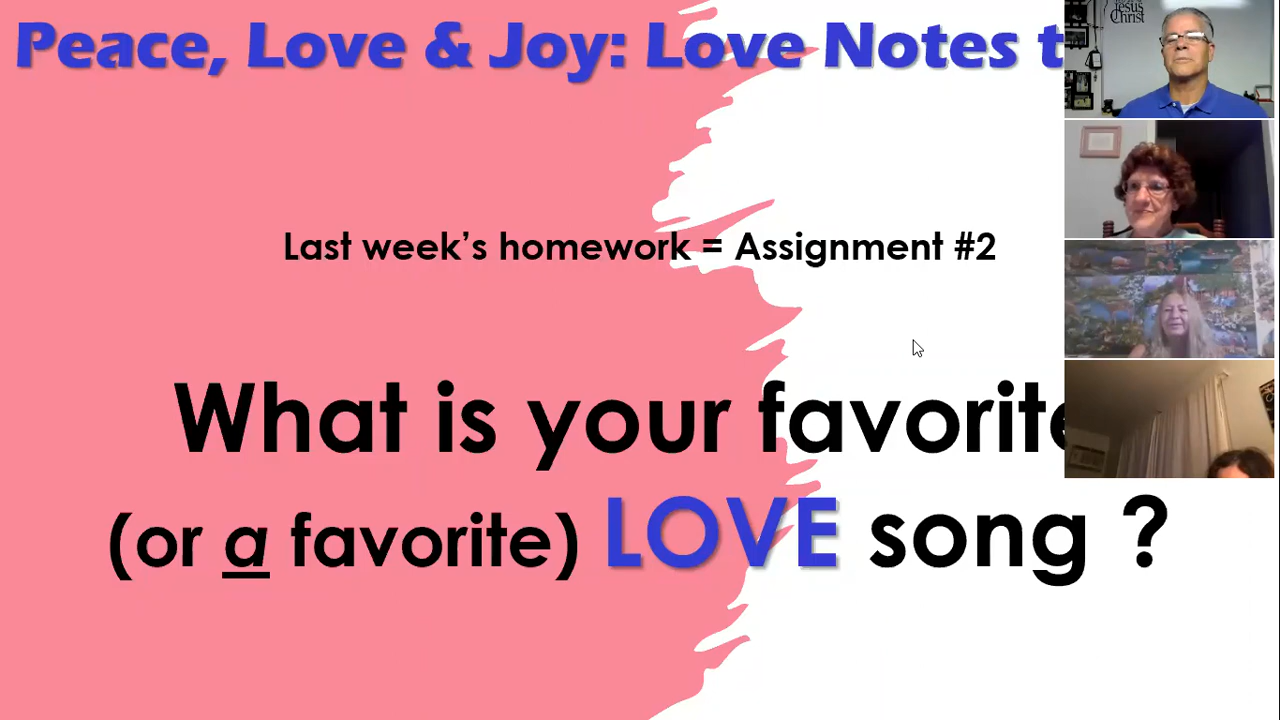 Peace, Love & Joy: Love Notes t
Jesus
Christ
Last week's homework = Assignment #2
What is your favorite
(or a favorite) LOVE song ?